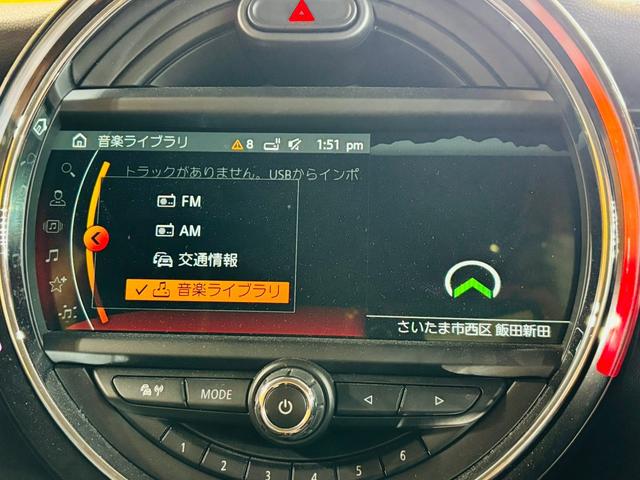 音楽ライブラリ 8 1:51 pm
トラックがありません。USBからインポ
FM
AM
交通情報
音楽ライブラリ
さいたま市西区 飯田新田
MODE
1 2 3 4 5 6